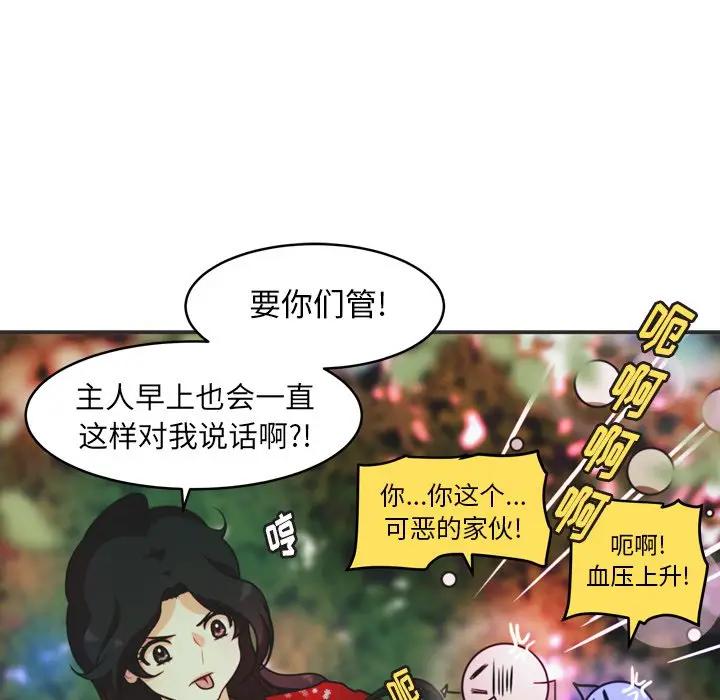 要你们管!
主人早上也会一直
这样对我说话啊?!
呃啊啊啊
你...你这个...
可恶的家伙!
呃啊!
血压上升!
哼
呃